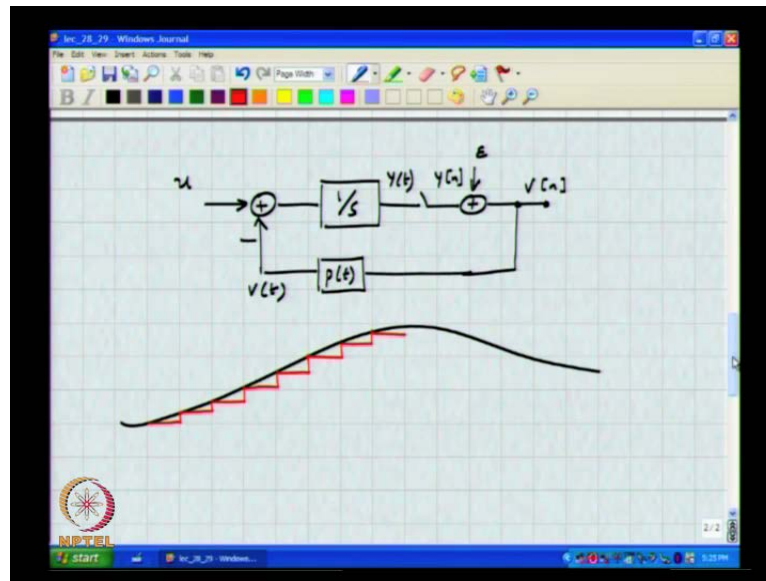 lec_28_29 - Windows Journal
File Edit View Insert Actions Tools Help
Page Width
B I
u
+
1/s
y(t)
y[n]
E
+
v[n]
-
v(t)
p(t)
NPTEL
2/2
start
lec_28_29 - Windows...
5:25 PM